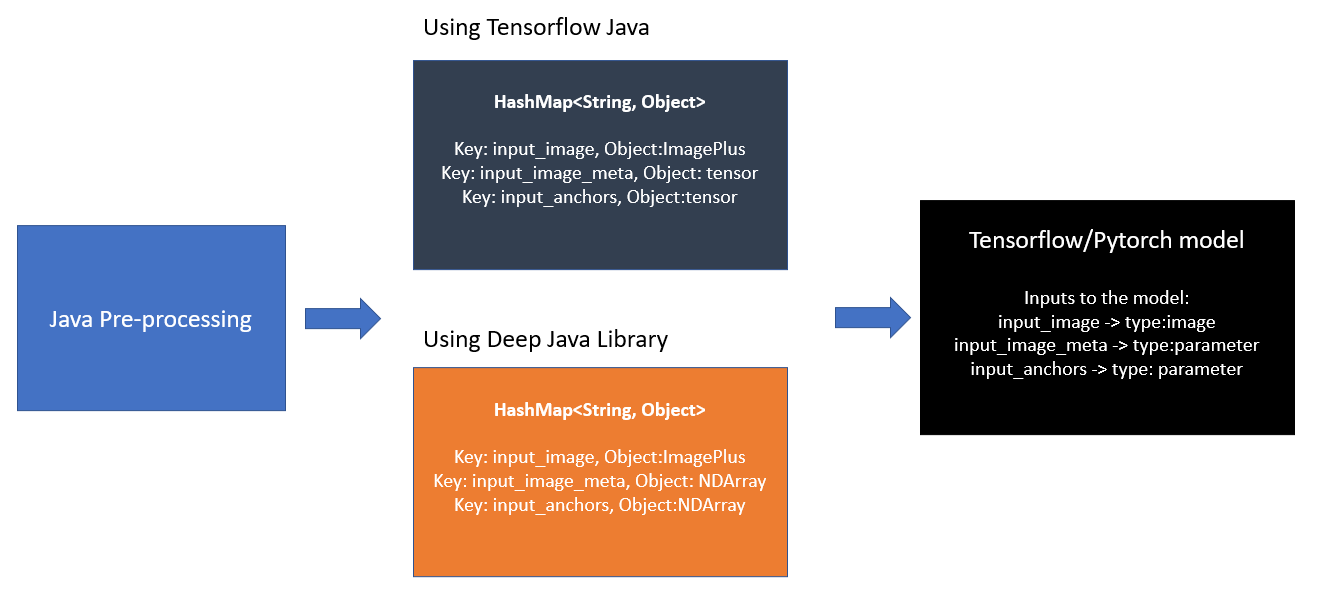 Using Tensorflow Java
HashMap<String, Object>
Key: input_image, Object:ImagePlus
Key: input_image_meta, Object: tensor
Key: input_anchors, Object:tensor
Java Pre-processing
Using Deep Java Library
HashMap<String, Object>
Key: input_image, Object:ImagePlus
Key: input_image_meta, Object: NDArray
Key: input_anchors, Object:NDArray
Tensorflow/Pytorch model
Inputs to the model:
input_image -> type:image
input_image_meta -> type:parameter
input_anchors -> type: parameter